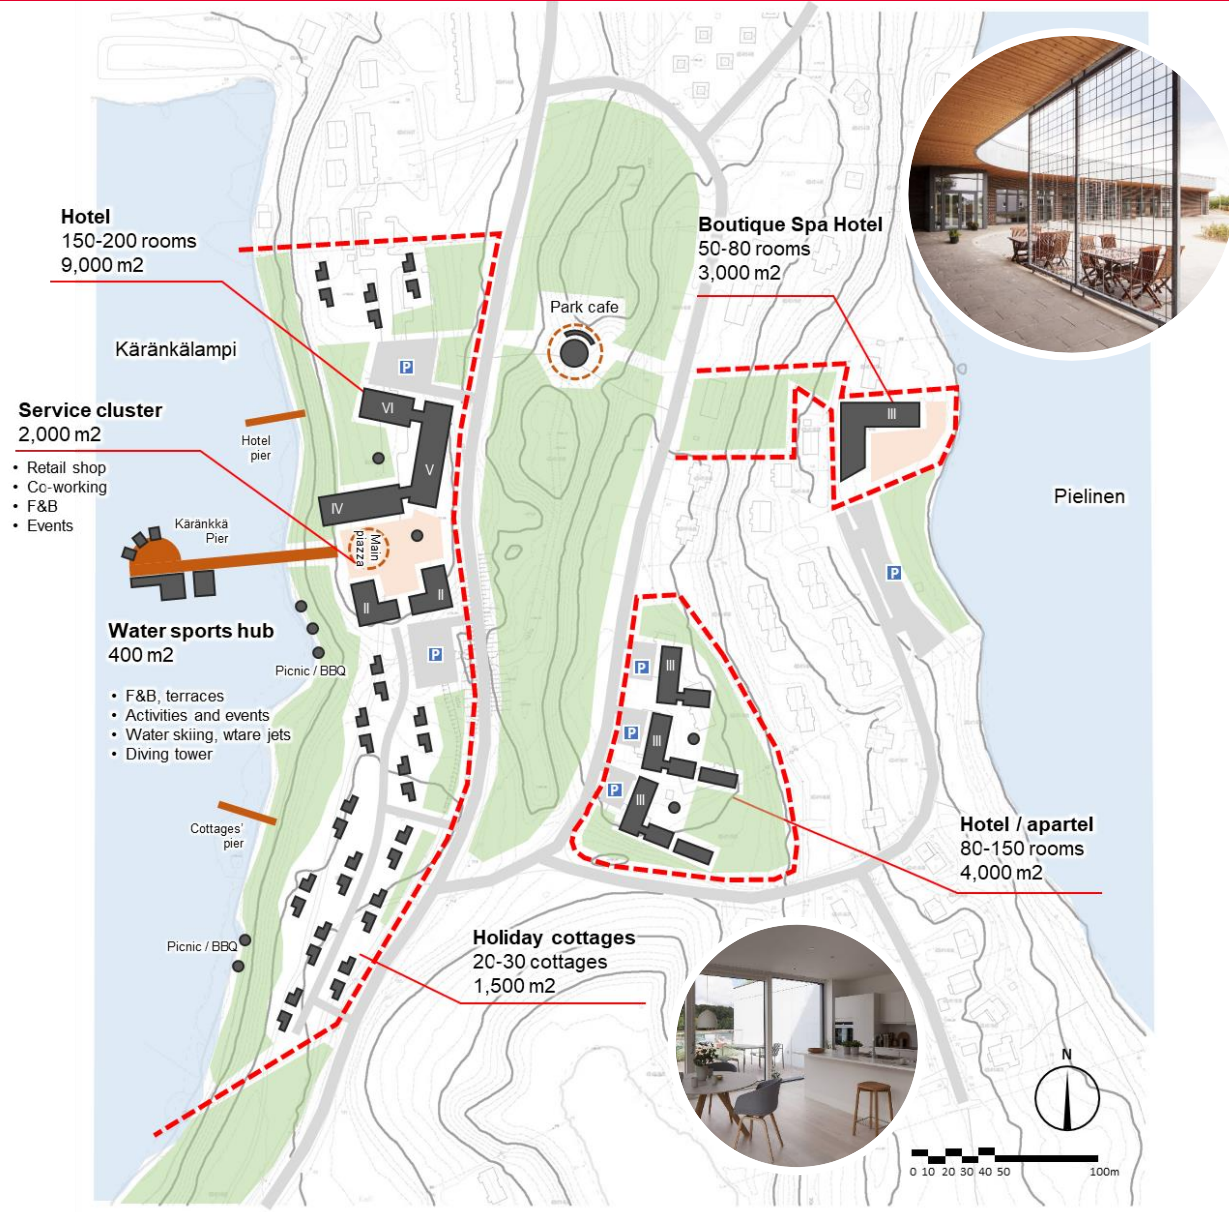 Hotel
150-200 rooms
9,000 m2
Boutique Spa Hotel
50-80 rooms
3,000 m2
Park cafe
Käränkälampi
P
VI
III
Service cluster
2,000 m2
• Retail shop
• Co-working
• F&B
• Events
Hotel
pier
V
IV
Pielinen
Käränkkä
Pier
Main
piazza
P
II
II
Water sports hub
400 m2
Picnic / BBQ
P
P
III
• F&B, terraces
• Activities and events
• Water skiing, wtare jets
• Diving tower
P
III
P
III
Cottages'
pier
Hotel / apartel
80-150 rooms
4,000 m2
Picnic / BBQ
Holiday cottages
20-30 cottages
1,500 m2
N
0 10 20 30 40 50 100m